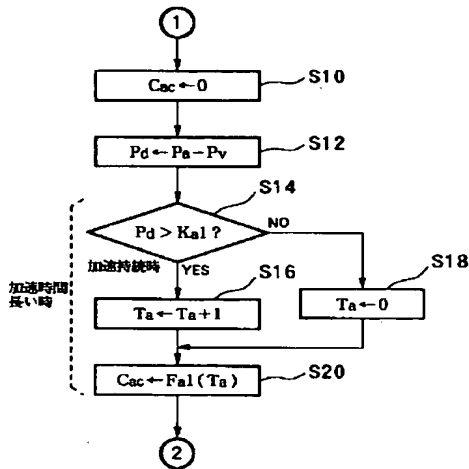 1
Cac←0
S10
Pd←Pa−Pv
S12
S14
Pd>Ka1?
NO
加速持続時
YES
S16
S18
加速時間
長い時
Ta←Ta+1
Ta←0
Cac←Fa1(Ta)
S20
2